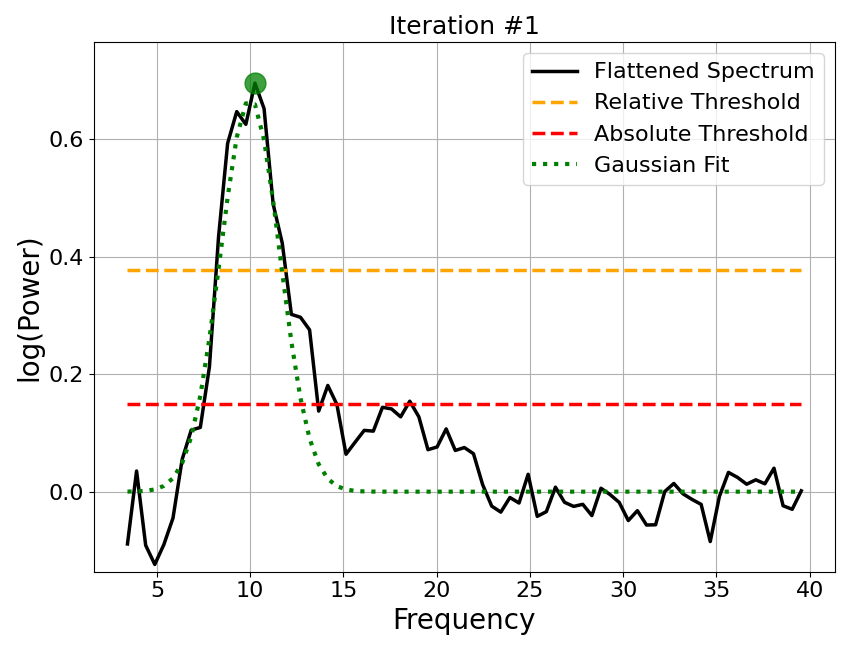 Iteration #1
Flattened Spectrum
Relative Threshold
Absolute Threshold
Gaussian Fit
log(Power)
0.6
0.4
0.2
0.0
5 10 15 20 25 30 35 40
Frequency